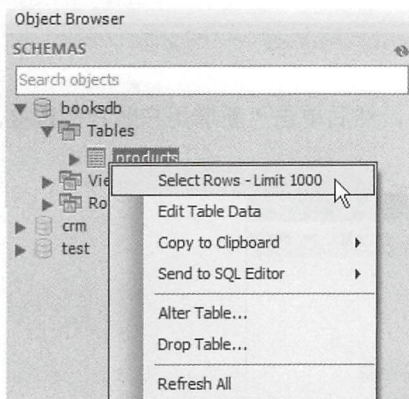 Object Browser
SCHEMAS
Search objects
booksdb
Tables
products
Vie
Select Rows - Limit 1000
Ro
Edit Table Data
crm
Copy to Clipboard
test
Send to SQL Editor
Alter Table...
Drop Table...
Refresh All